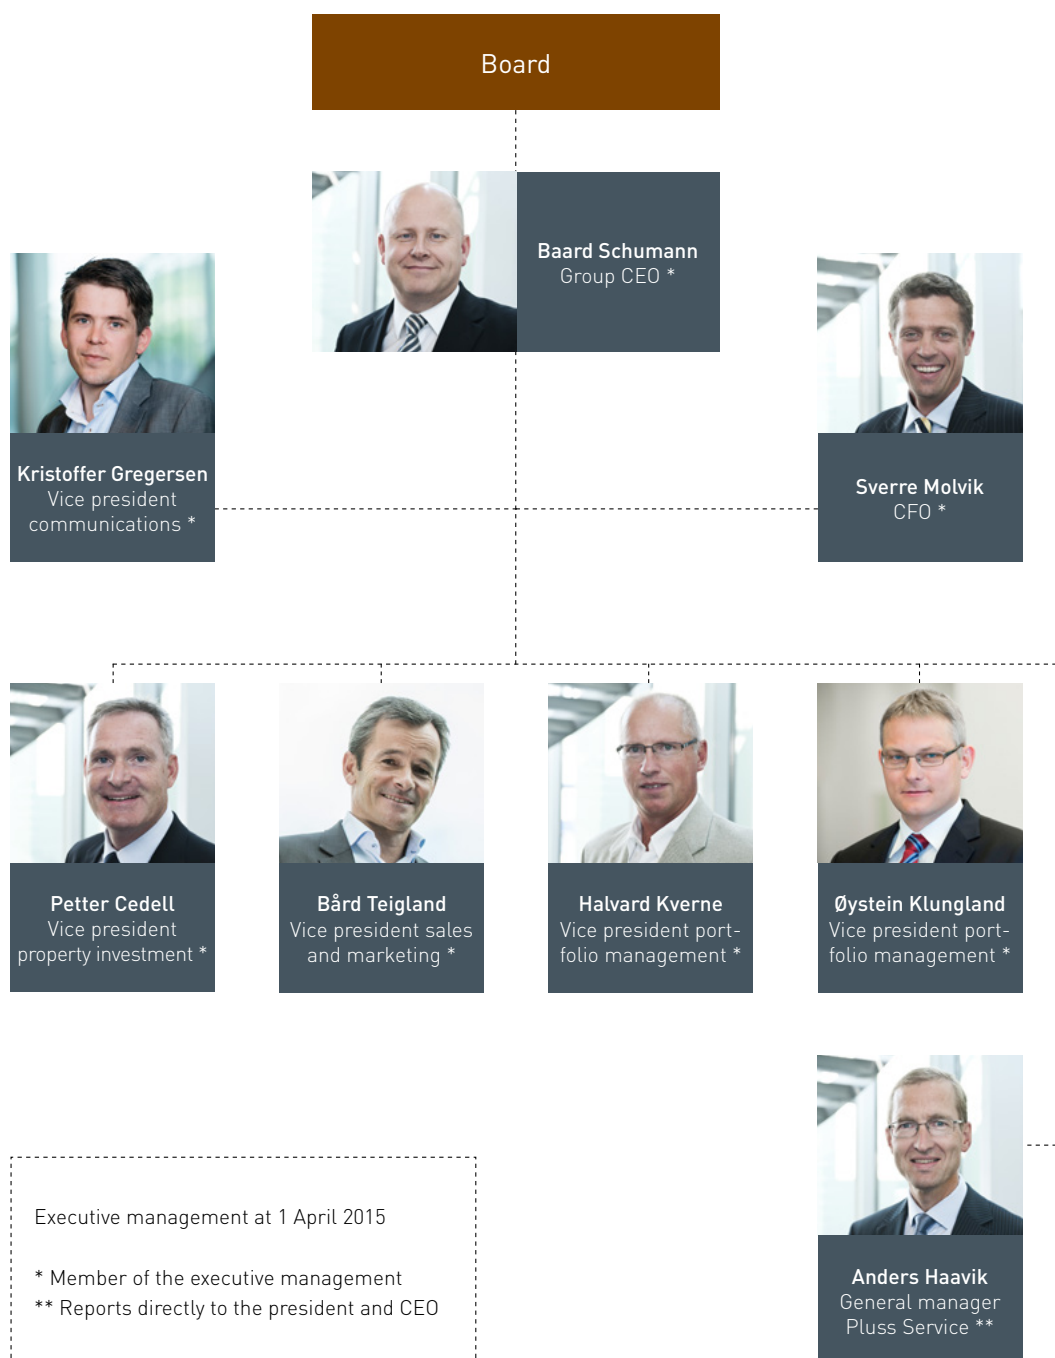 Board
Baard Schumann
Group CEO *
Kristoffer Gregersen
Vice president
communications *
Sverre Molvik
CFO *
Petter Cedell
Vice president
property investment *
Bård Teigland
Vice president sales
and marketing *
Halvard Kverne
Vice president port-
folio management *
Øystein Klungland
Vice president port-
folio management *
Anders Haavik
General manager
Pluss Service **
Executive management at 1 April 2015
* Member of the executive management
** Reports directly to the president and CEO